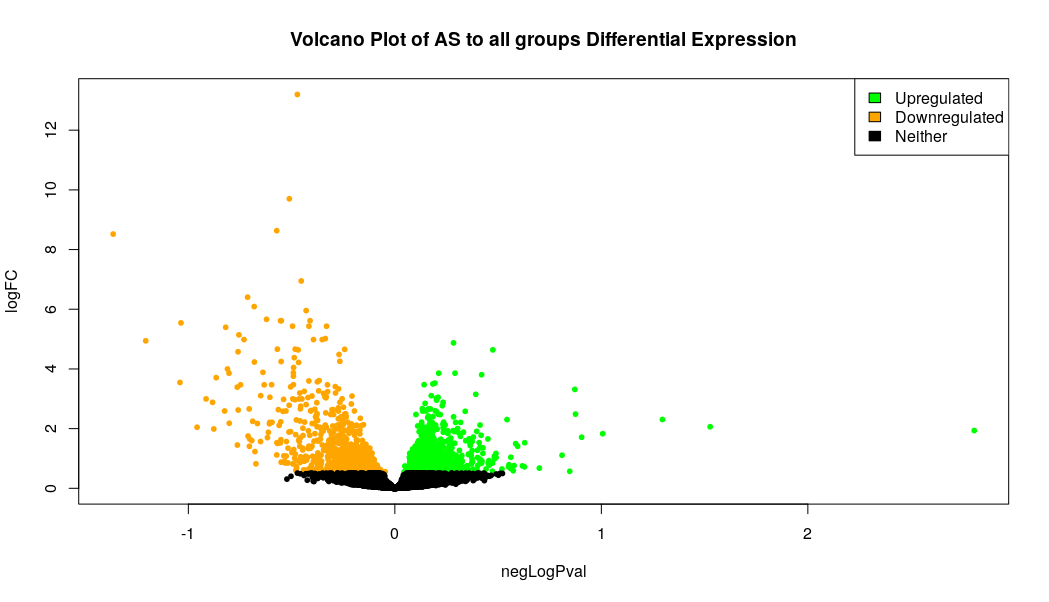 Volcano Plot of AS to all groups Differential Expression
Upregulated
Downregulated
Neither
logFC
12
10
8
6
4
2
0
-1
0
1
2
negLogPval